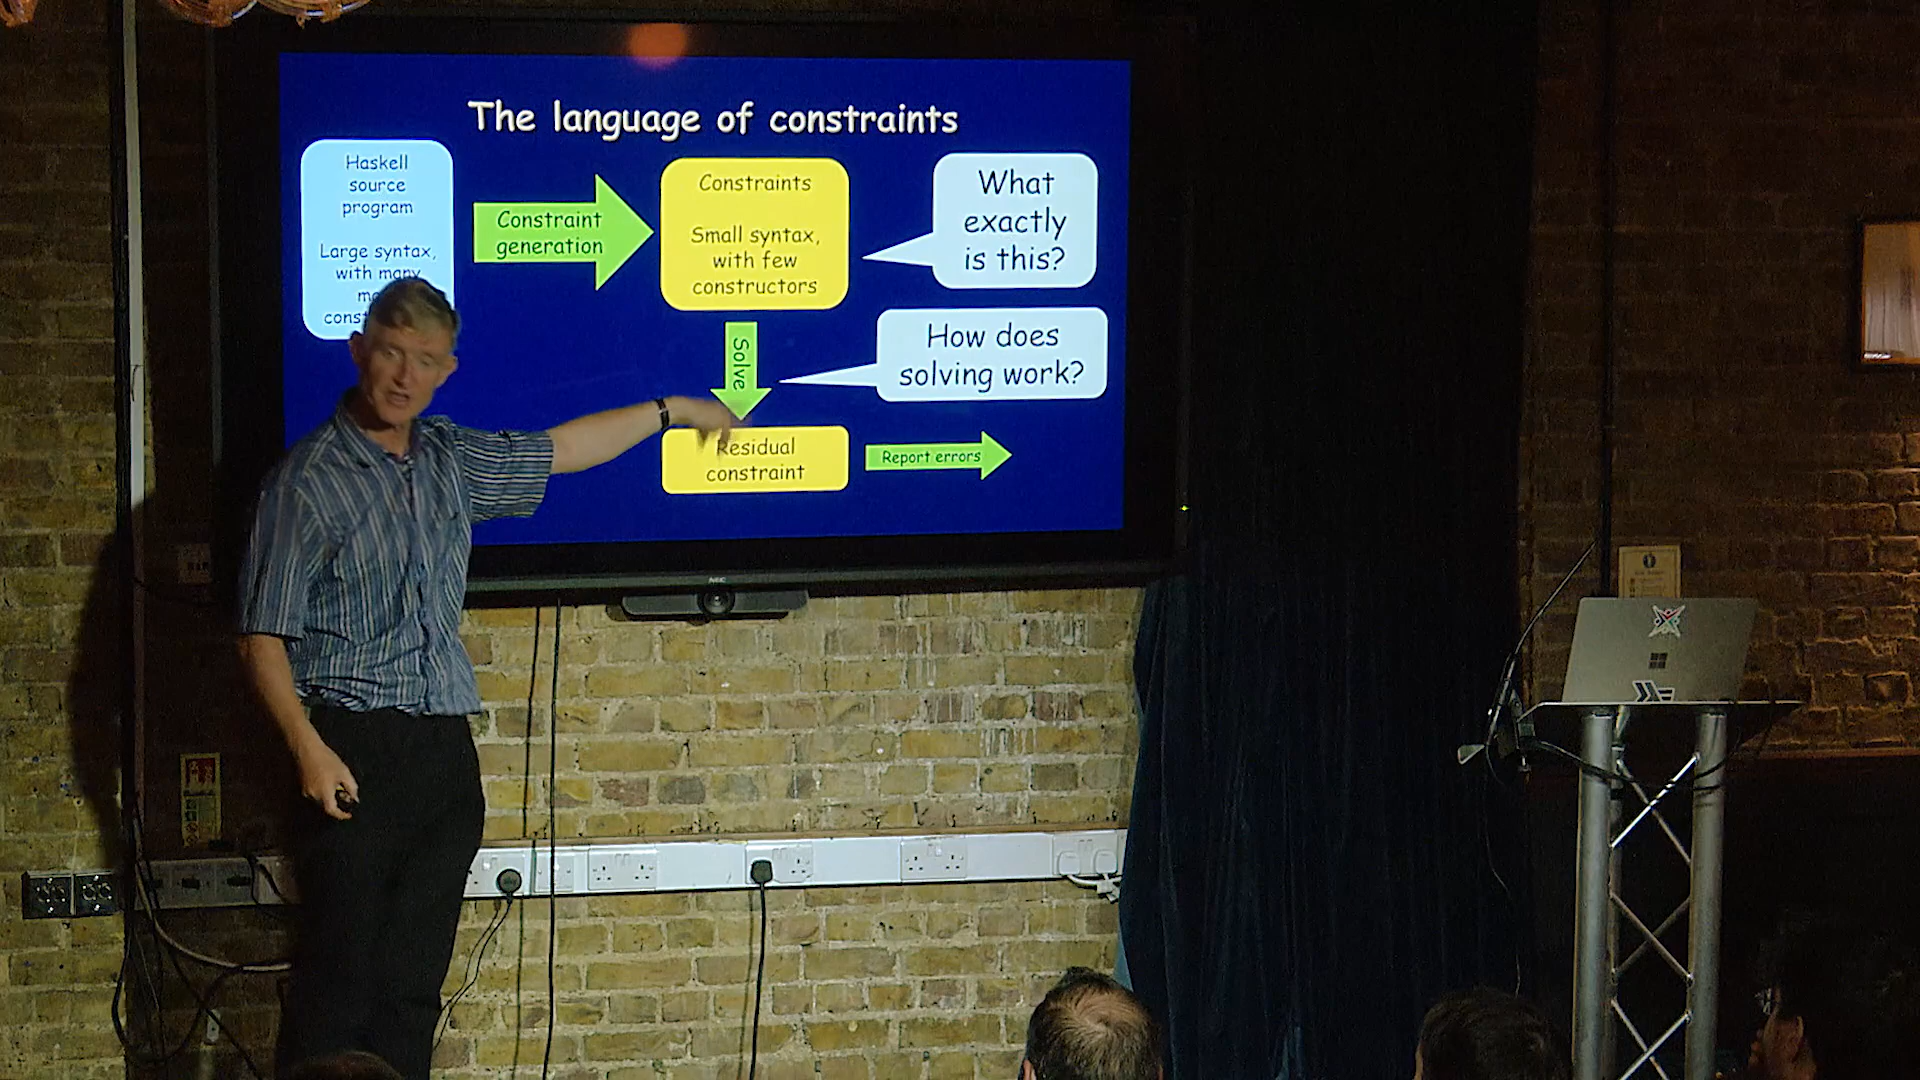 The language of constraints
Haskell
source
program
Large syntax,
with many
Constraint
generation
Constraints
Small syntax,
with few
constructors
What
exactly
is this?
Solve
How does
solving work?
Residual
constraint
Report errors
NEC